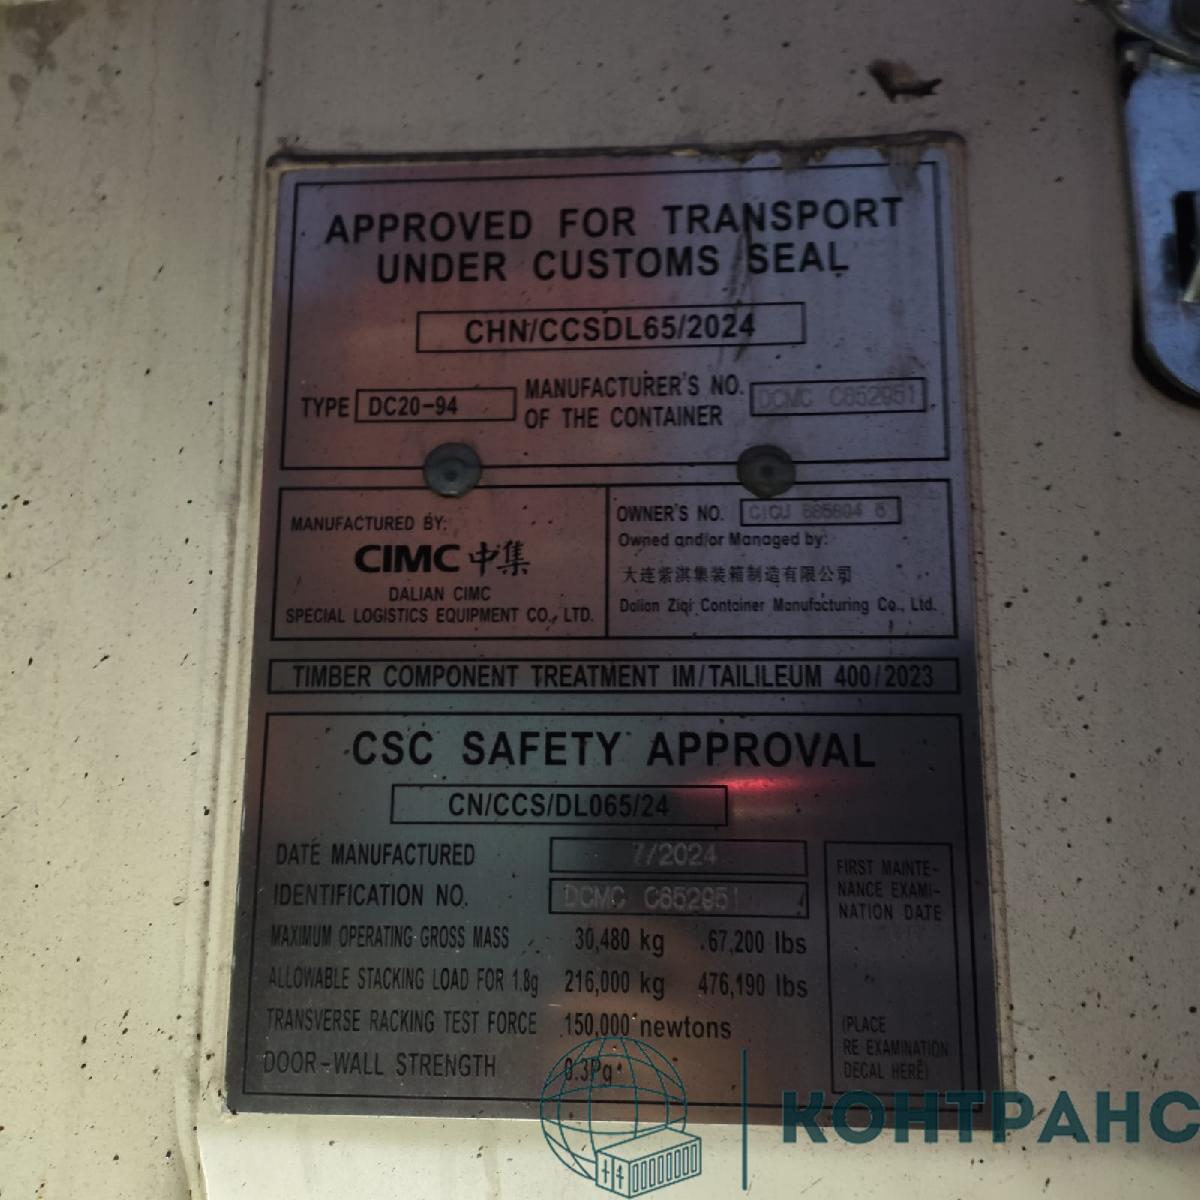 APPROVED FOR TRANSPORT
UNDER CUSTOMS SEAL
CHN/CCSDL65/2024
TYPE DC20-94 MANUFACTURER'S NO. OF THE CONTAINER DCMC C652951
MANUFACTURED BY:
CIMC 中集
DALIAN CIMC
SPECIAL LOGISTICS EQUIPMENT CO., LTD.
OWNER'S NO. CICU
Owned and/or Managed by:
大连紫淇集装箱制造有限公司
Dalian Ziqi Container Manufacturing Co., Ltd.
TIMBER COMPONENT TREATMENT IM/TAILILEUM 400/2023
CSC SAFETY APPROVAL
CN/CCS/DL065/24
DATE MANUFACTURED 7/2024
IDENTIFICATION NO. DCMC C652951
MAXIMUM OPERATING GROSS MASS 30,480 kg 67,200 lbs
ALLOWABLE STACKING LOAD FOR 1.8g 216,000 kg 476,190 lbs
TRANSVERSE RACKING TEST FORCE 150,000 newtons
DOOR-WALL STRENGTH 0.3Pg
FIRST MAINTE-
NANCE EXAMI-
NATION DATE
(PLACE
RE EXAMINATION
DECAL HERE)
КОНТРАНС